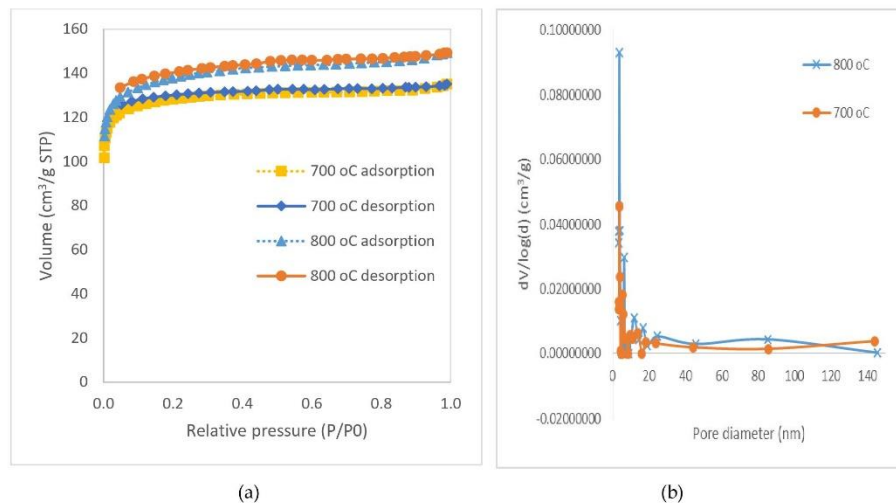 160
140
120
100
80
60
40
20
0
Volume (cm³/g STP)
700 oC adsorption
700 oC desorption
800 oC adsorption
800 oC desorption
0.0 0.2 0.4 0.6 0.8 1.0
Relative pressure (P/P0)
(a)
0.10000000
0.08000000
0.06000000
0.04000000
0.02000000
0.00000000
-0.02000000
dV/log(d) (cm³/g)
800 oC
700 oC
0 20 40 60 80 100 120 140
Pore diameter (nm)
(b)